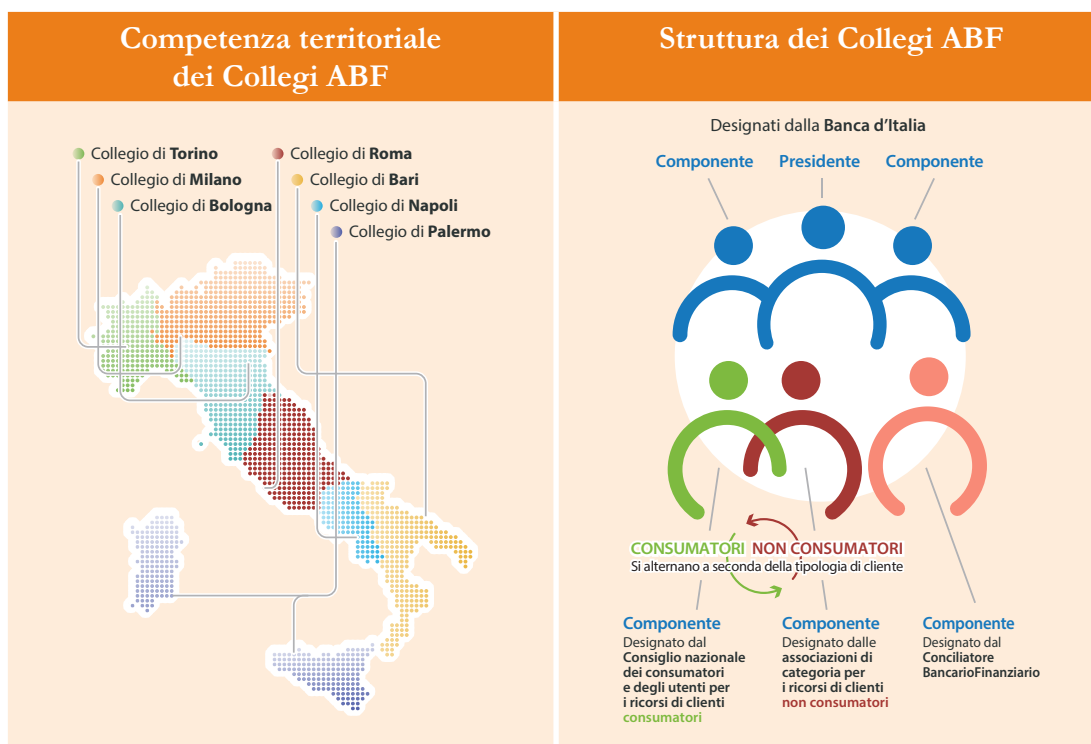 Competenza territoriale
dei Collegi ABF
Collegio di Torino
Collegio di Milano
Collegio di Bologna
Collegio di Roma
Collegio di Bari
Collegio di Napoli
Collegio di Palermo
Struttura dei Collegi ABF
Designati dalla Banca d'Italia
Componente
Presidente
Componente
CONSUMATORI NON CONSUMATORI
Si alternano a seconda della tipologia di cliente
Componente
Designato dal
Consiglio nazionale
dei consumatori
e degli utenti per
i ricorsi di clienti
consumatori
Componente
Designato dalle
associazioni di
categoria per
i ricorsi di clienti
non consumatori
Componente
Designato dal
Conciliatore
BancarioFinanziario